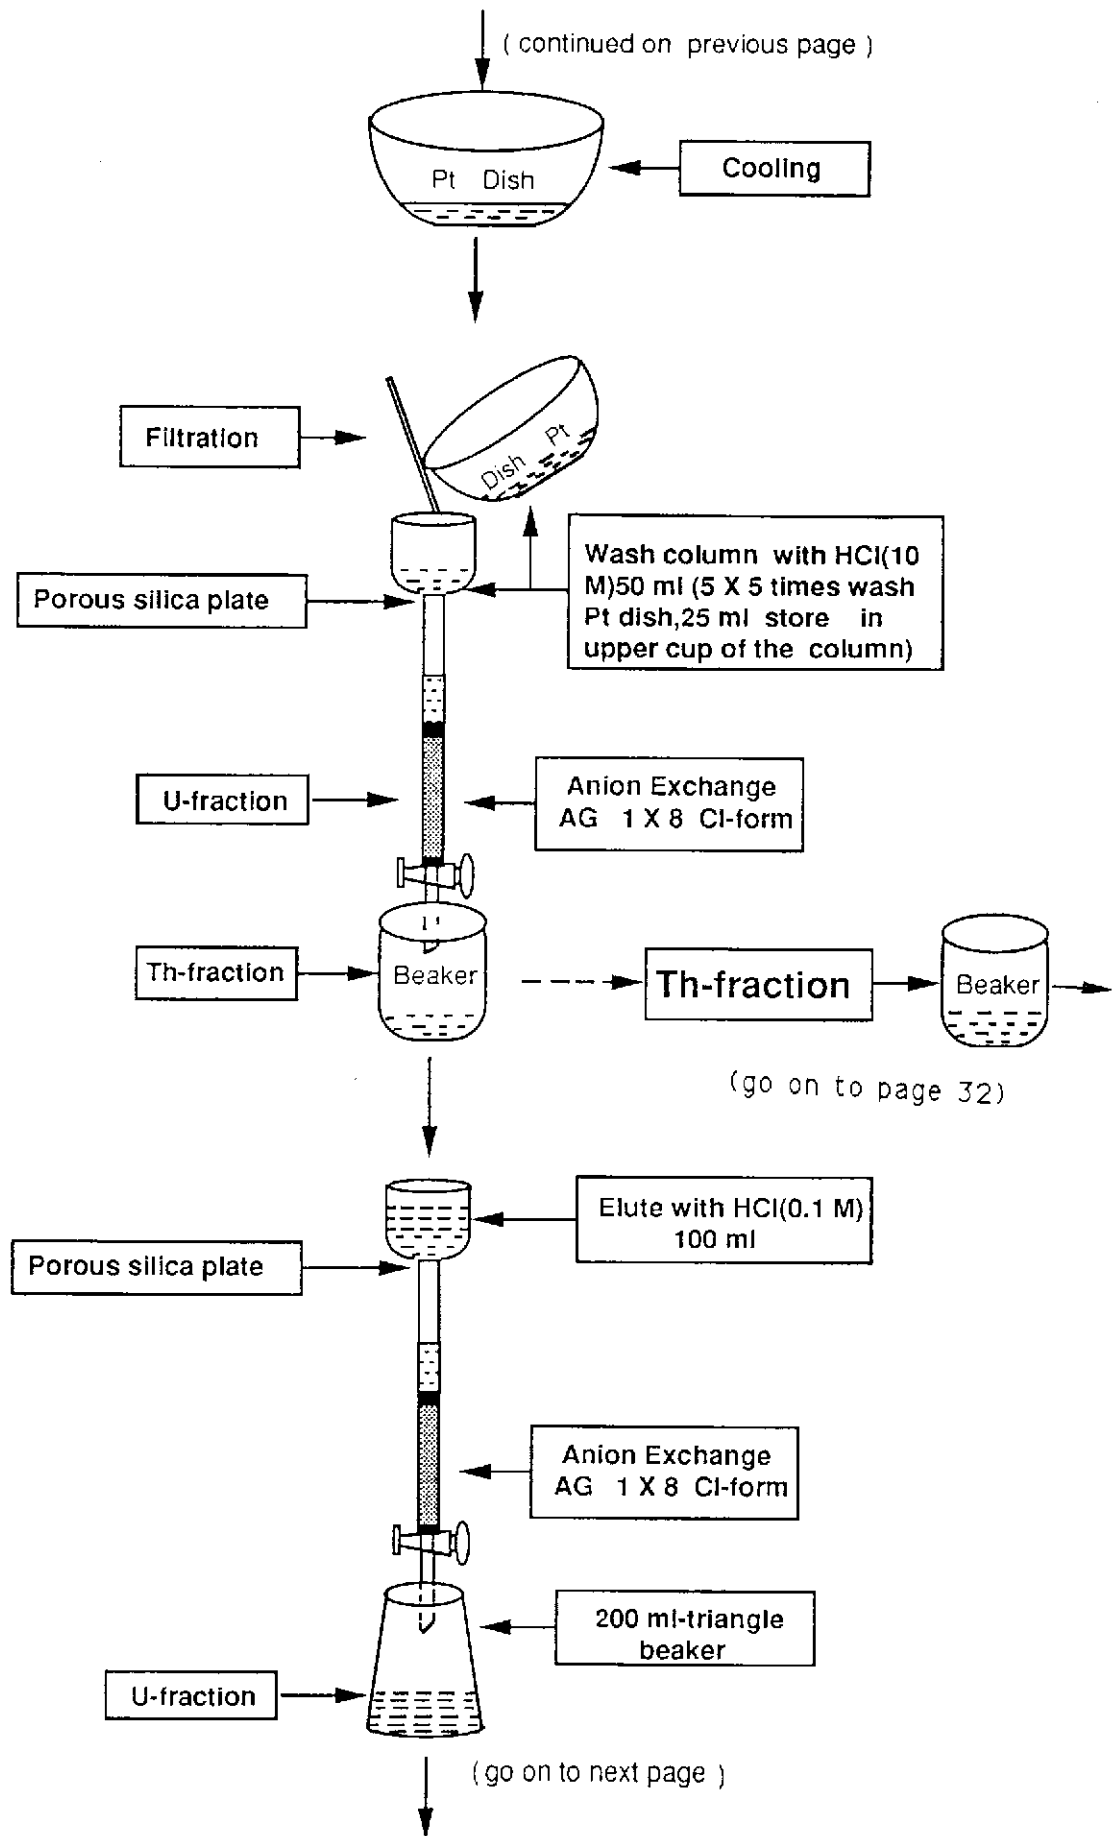 ( continued on previous page )
Pt Dish
Cooling
Filtration
Dish Pt
Wash column with HCl(10
M)50 ml (5 X 5 times wash
Pt dish,25 ml store in
upper cup of the column)
Porous silica plate
U-fraction
Anion Exchange
AG 1 X 8 Cl-form
Th-fraction
Beaker
Th-fraction
Beaker
(go on to page 32)
Elute with HCl(0.1 M)
100 ml
Porous silica plate
Anion Exchange
AG 1 X 8 Cl-form
200 ml-triangle
beaker
U-fraction
(go on to next page )